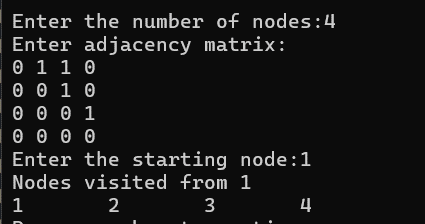 Enter the number of nodes:4
Enter adjacency matrix:
0 1 1 0
0 0 1 0
0 0 0 1
0 0 0 0
Enter the starting node:1
Nodes visited from 1
1 2 3 4